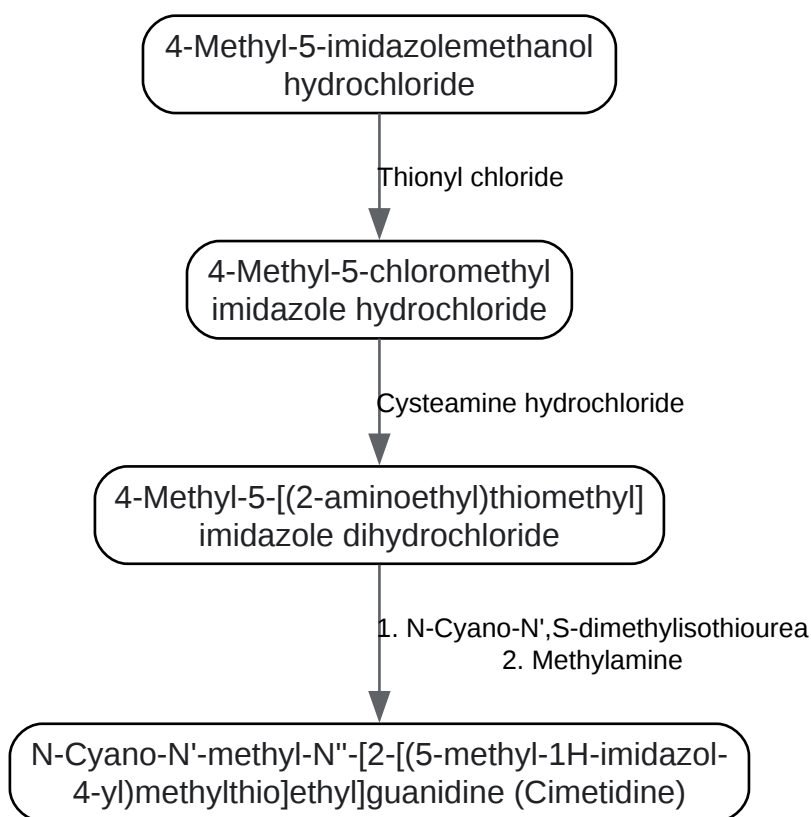 4-Methyl-5-imidazolemethanol
hydrochloride
Thionyl chloride
4-Methyl-5-chloromethyl
imidazole hydrochloride
Cysteamine hydrochloride
4-Methyl-5-[(2-aminoethyl)thiomethyl]
imidazole dihydrochloride
1. N-Cyano-N',S-dimethylisothiourea
2. Methylamine
N-Cyano-N'-methyl-N"-[2-[(5-methyl-1H-imidazol-
4-yl)methylthio]ethyl]guanidine (Cimetidine)